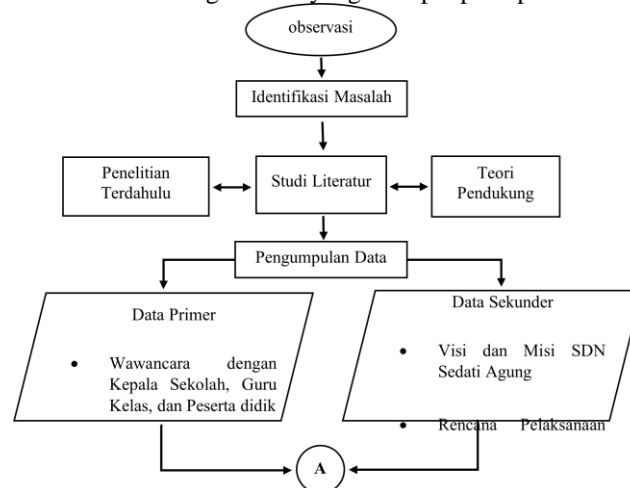 observasi
Identifikasi Masalah
Penelitian
Terdahulu
Studi Literatur
Teori
Pendukung
Pengumpulan Data
Data Primer
• Wawancara dengan
Kepala Sekolah, Guru
Kelas, dan Peserta didik
Data Sekunder
• Visi dan Misi SDN
Sedati Agung
• Rencana Pelaksanaan
A